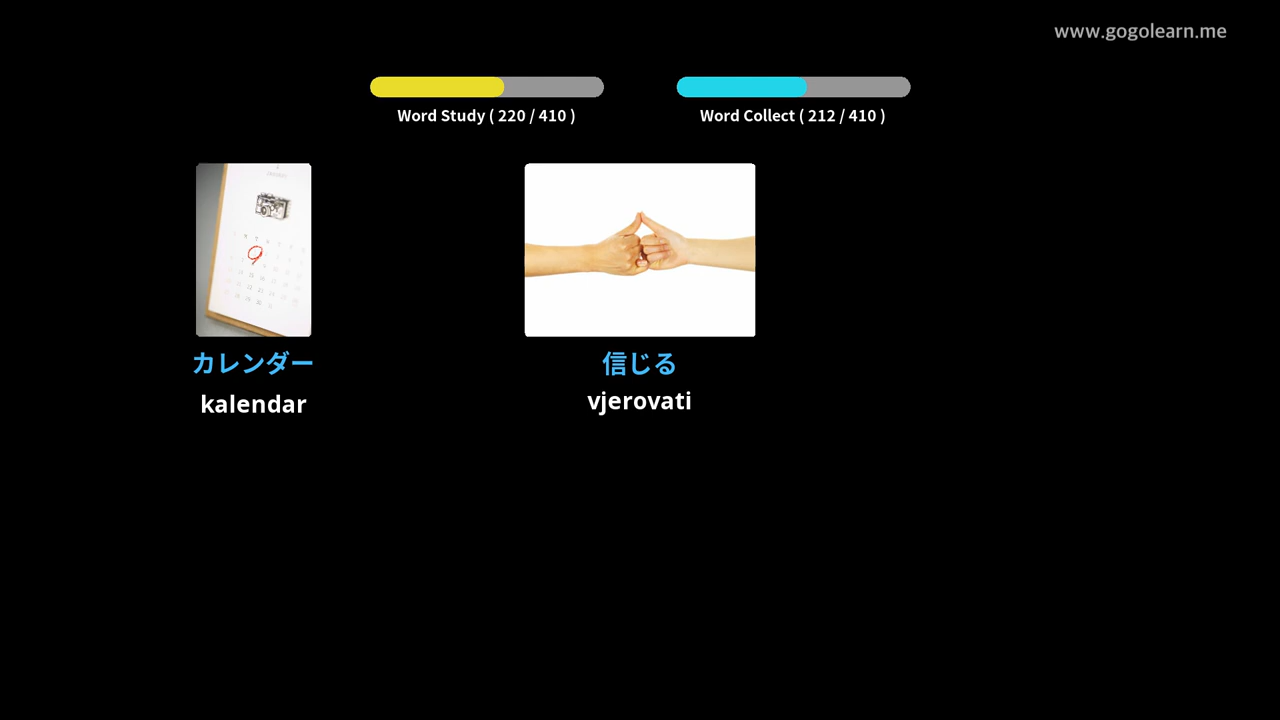 www.gogolearn.me
Word Study ( 220 / 410 )
Word Collect ( 212 / 410 )
カレンダー
kalendar
信じる
vjerovati